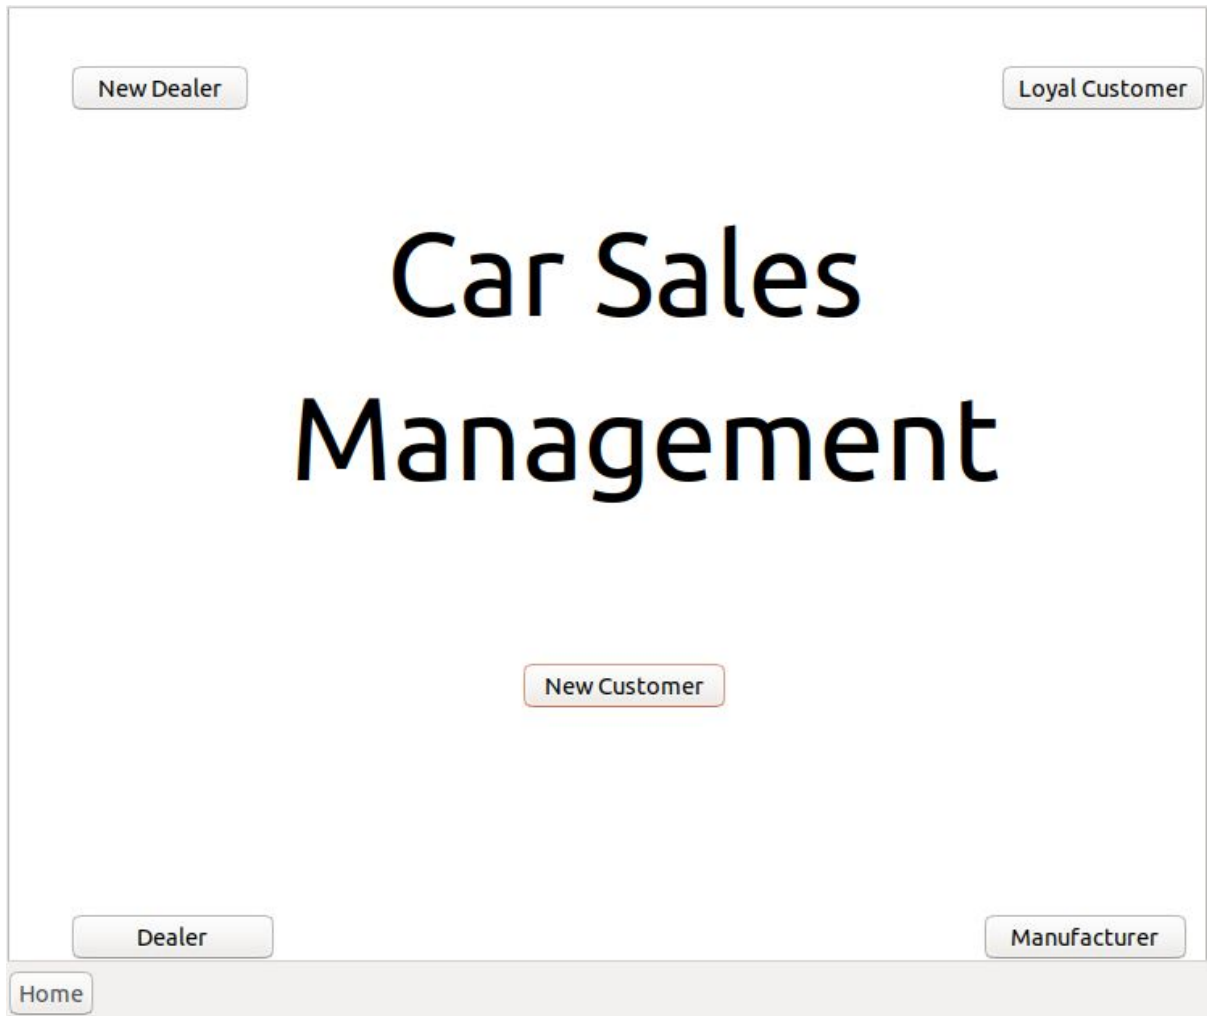 New Dealer
Loyal Customer
Car Sales
Management
New Customer
Dealer
Manufacturer
Home